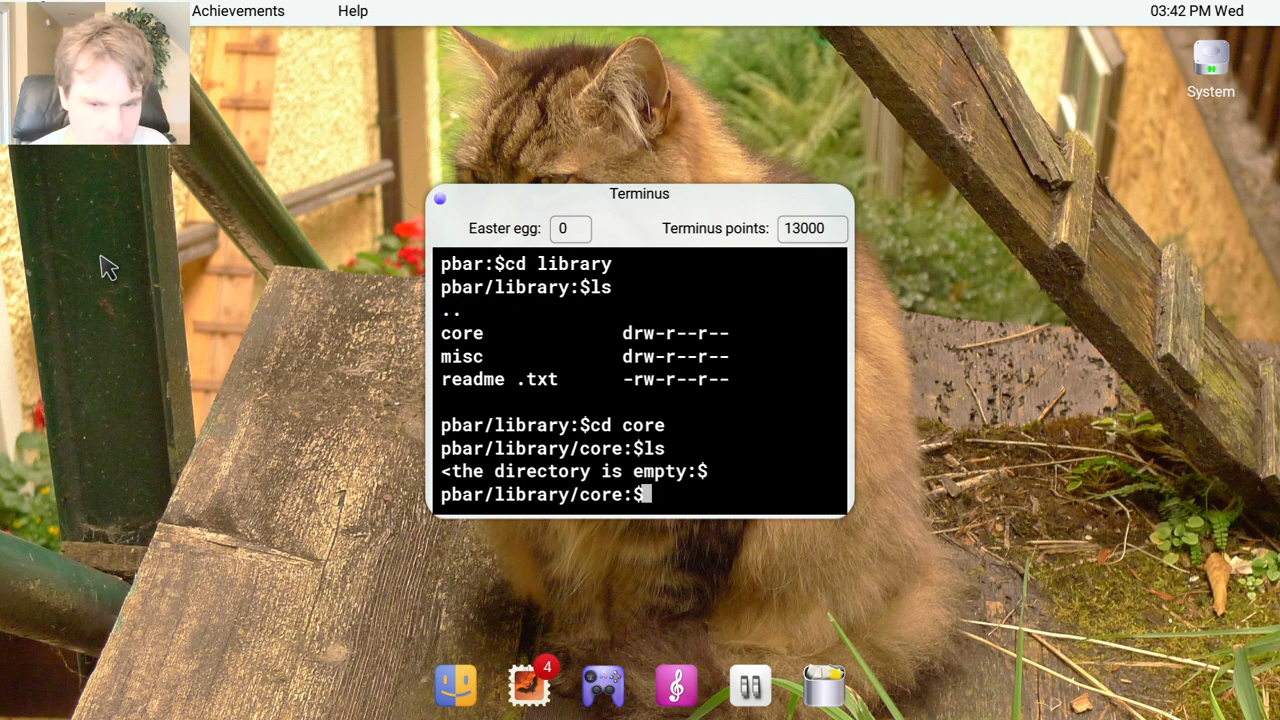 Achievements Help 03:42 PM Wed
System
Terminus
Easter egg: 0 Terminus points: 13000
pbar:$cd library
pbar/library:$ls
..
core drw-r--r--
misc drw-r--r--
readme .txt -rw-r--r--
pbar/library:$cd core
pbar/library/core:$ls
<the directory is empty:$
pbar/library/core:$
4